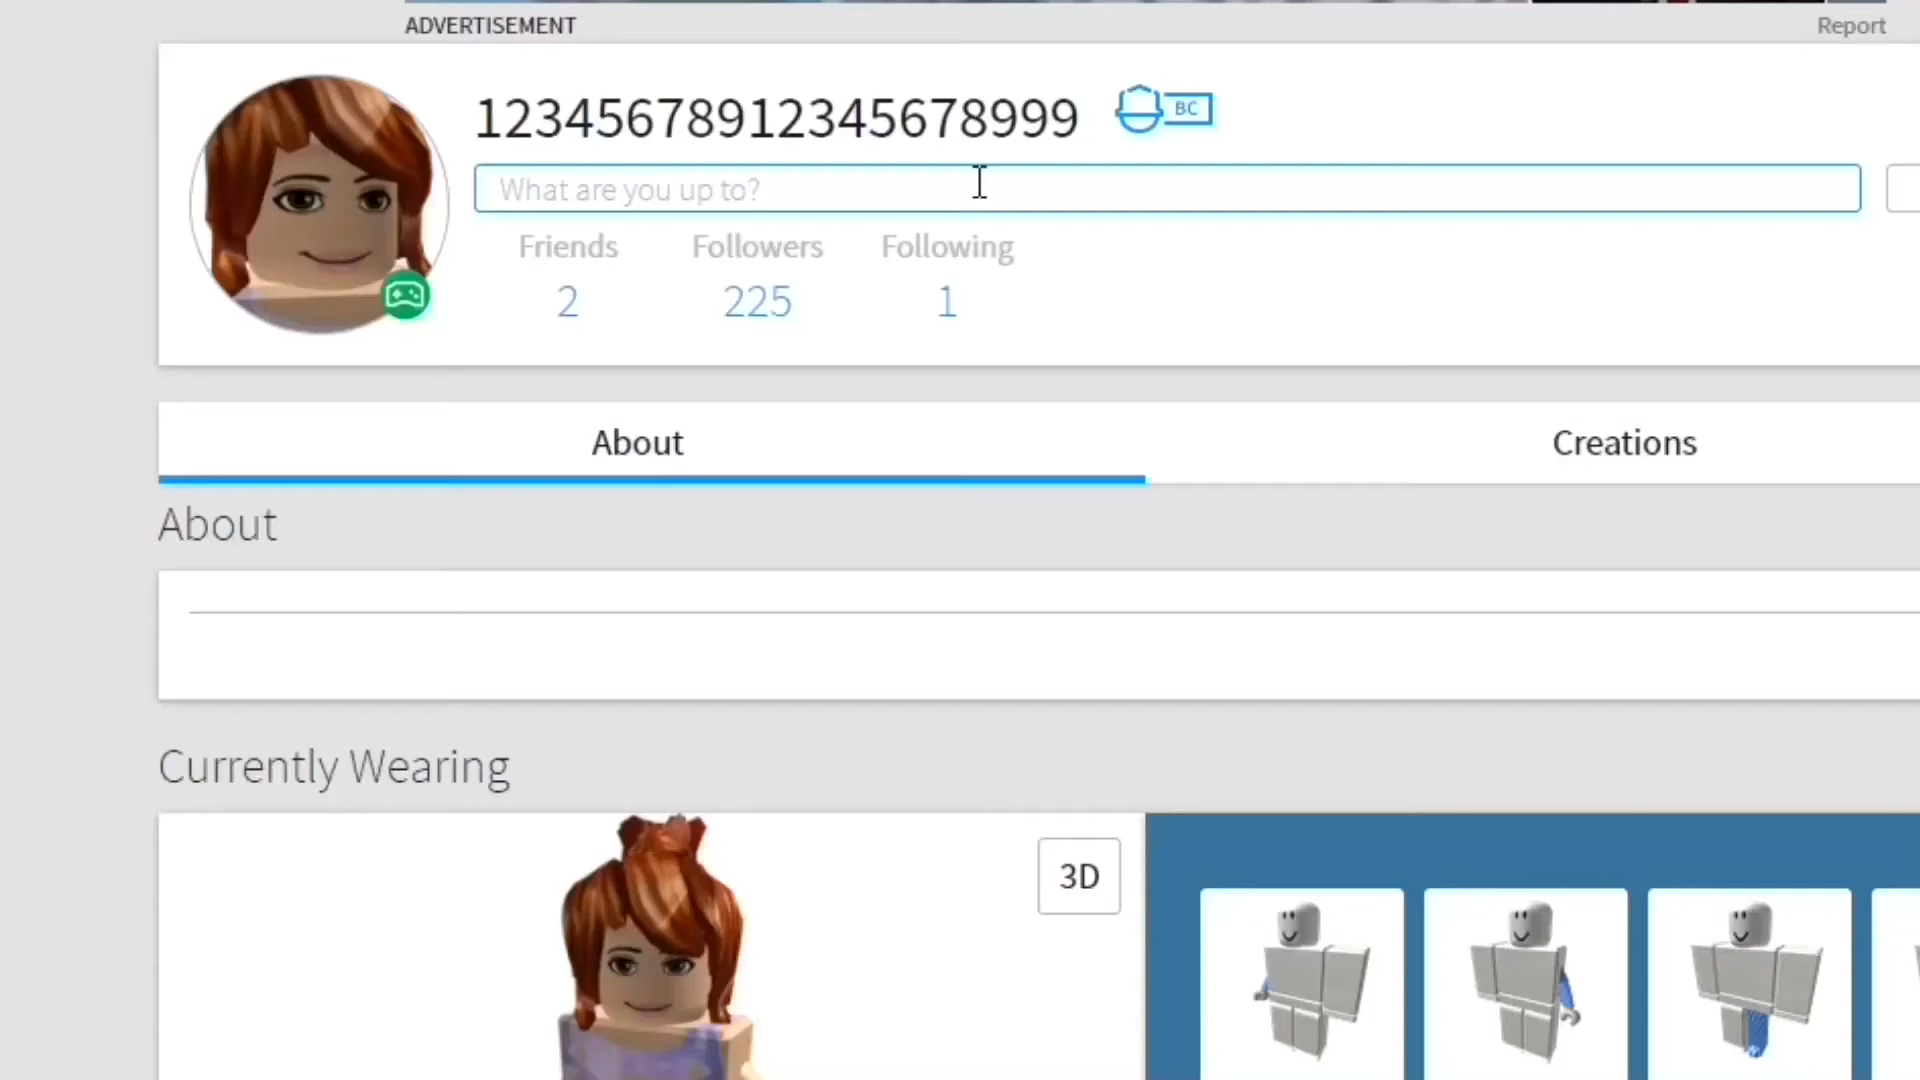 ADVERTISEMENT
Report
12345678912345678999
BC
What are you up to?
Friends Followers Following
2 225 1
About Creations
About
Currently Wearing
3D